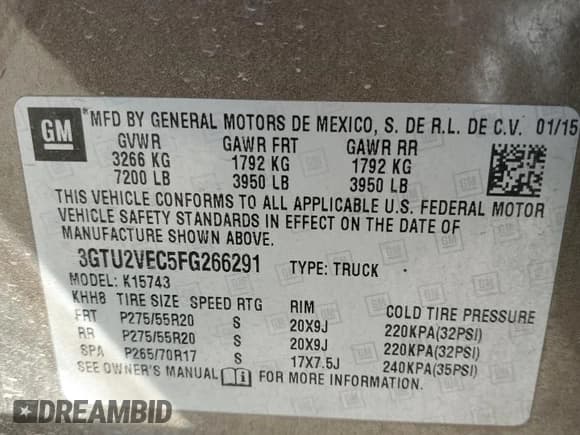 GM
*MFD BY GENERAL MOTORS DE MEXICO, S. DE R.L. DE C.V. 01/15
GVWR GAWR FRT GAWR RR
3266 KG 1792 KG 1792 KG
7200 LB 3950 LB 3950 LB
THIS VEHICLE CONFORMS TO ALL APPLICABLE U.S. FEDERAL MOTOR
VEHICLE SAFETY STANDARDS IN EFFECT ON THE DATE OF
MANUFACTURE SHOWN ABOVE.
3GTU2VEC5FG266291 TYPE: TRUCK
MODEL: K15743
KHH8 TIRE SIZE SPEED RTG RIM COLD TIRE PRESSURE
FRT P275/55R20 S 20X9J 220KPA(32PSI)
RR P275/55R20 S 20X9J 220KPA(32PSI)
SPA P265/70R17 S 17X7.5J 240KPA(35PSI)
SEE OWNER'S MANUAL FOR MORE INFORMATION.
DREAMBID